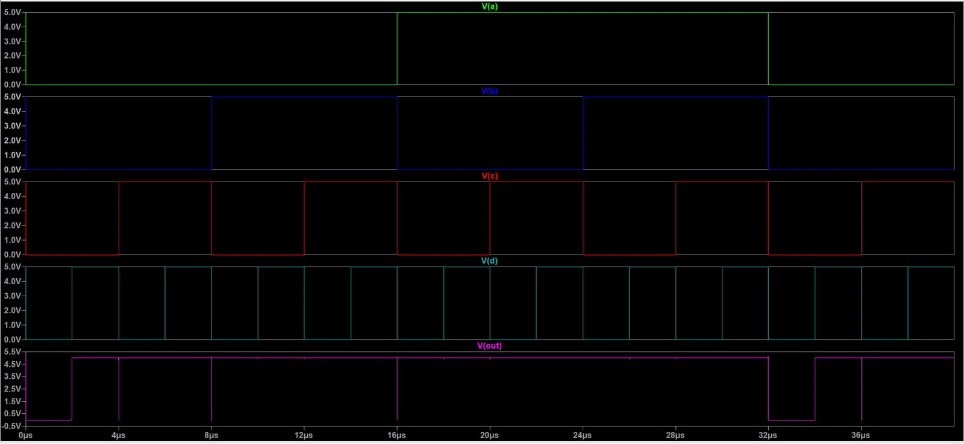 V(a)
5.0V
4.0V
3.0V
2.0V
1.0V
0.0V
V(b)
5.0V
4.0V
3.0V
2.0V
1.0V
0.0V
V(c)
5.0V
4.0V
3.0V
2.0V
1.0V
0.0V
V(d)
5.0V
4.0V
3.0V
2.0V
1.0V
0.0V
V(out)
5.5V
4.5V
3.5V
2.5V
1.5V
0.5V
-0.5V
0µs 4µs 8µs 12µs 16µs 20µs 24µs 28µs 32µs 36µs